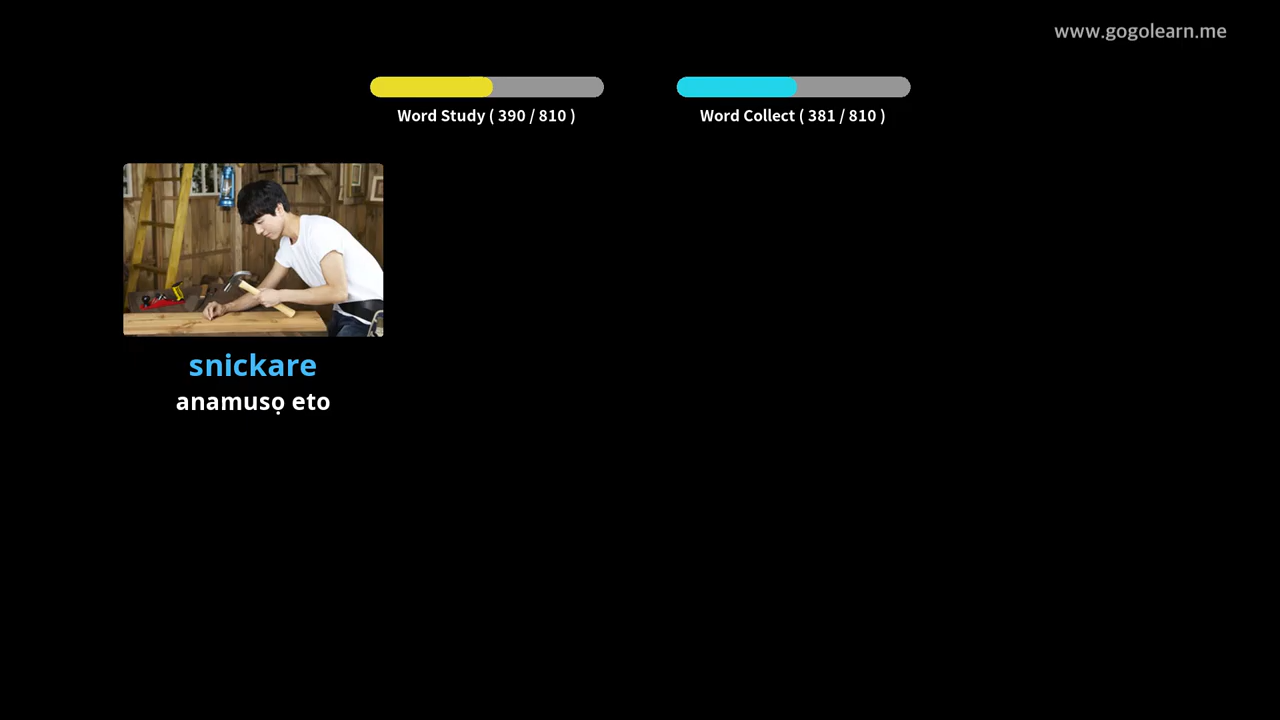 www.gogolearn.me
Word Study ( 390 / 810 )
Word Collect ( 381 / 810 )
snickare
anamusọ eto